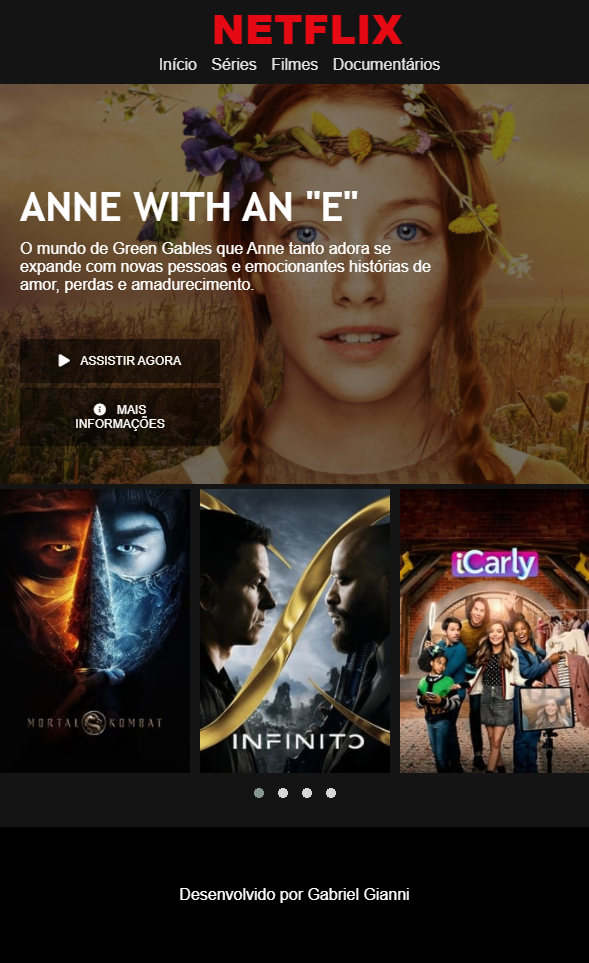 NETFLIX
Início Séries Filmes Documentários
ANNE WITH AN "E"
O mundo de Green Gables que Anne tanto adora se
expande com novas pessoas e emocionantes histórias de
amor, perdas e amadurecimento.
ASSISTIR AGORA
MAIS
INFORMAÇÕES
iCarly
MORTAL KOMBAT
INFINITO
Desenvolvido por Gabriel Gianni